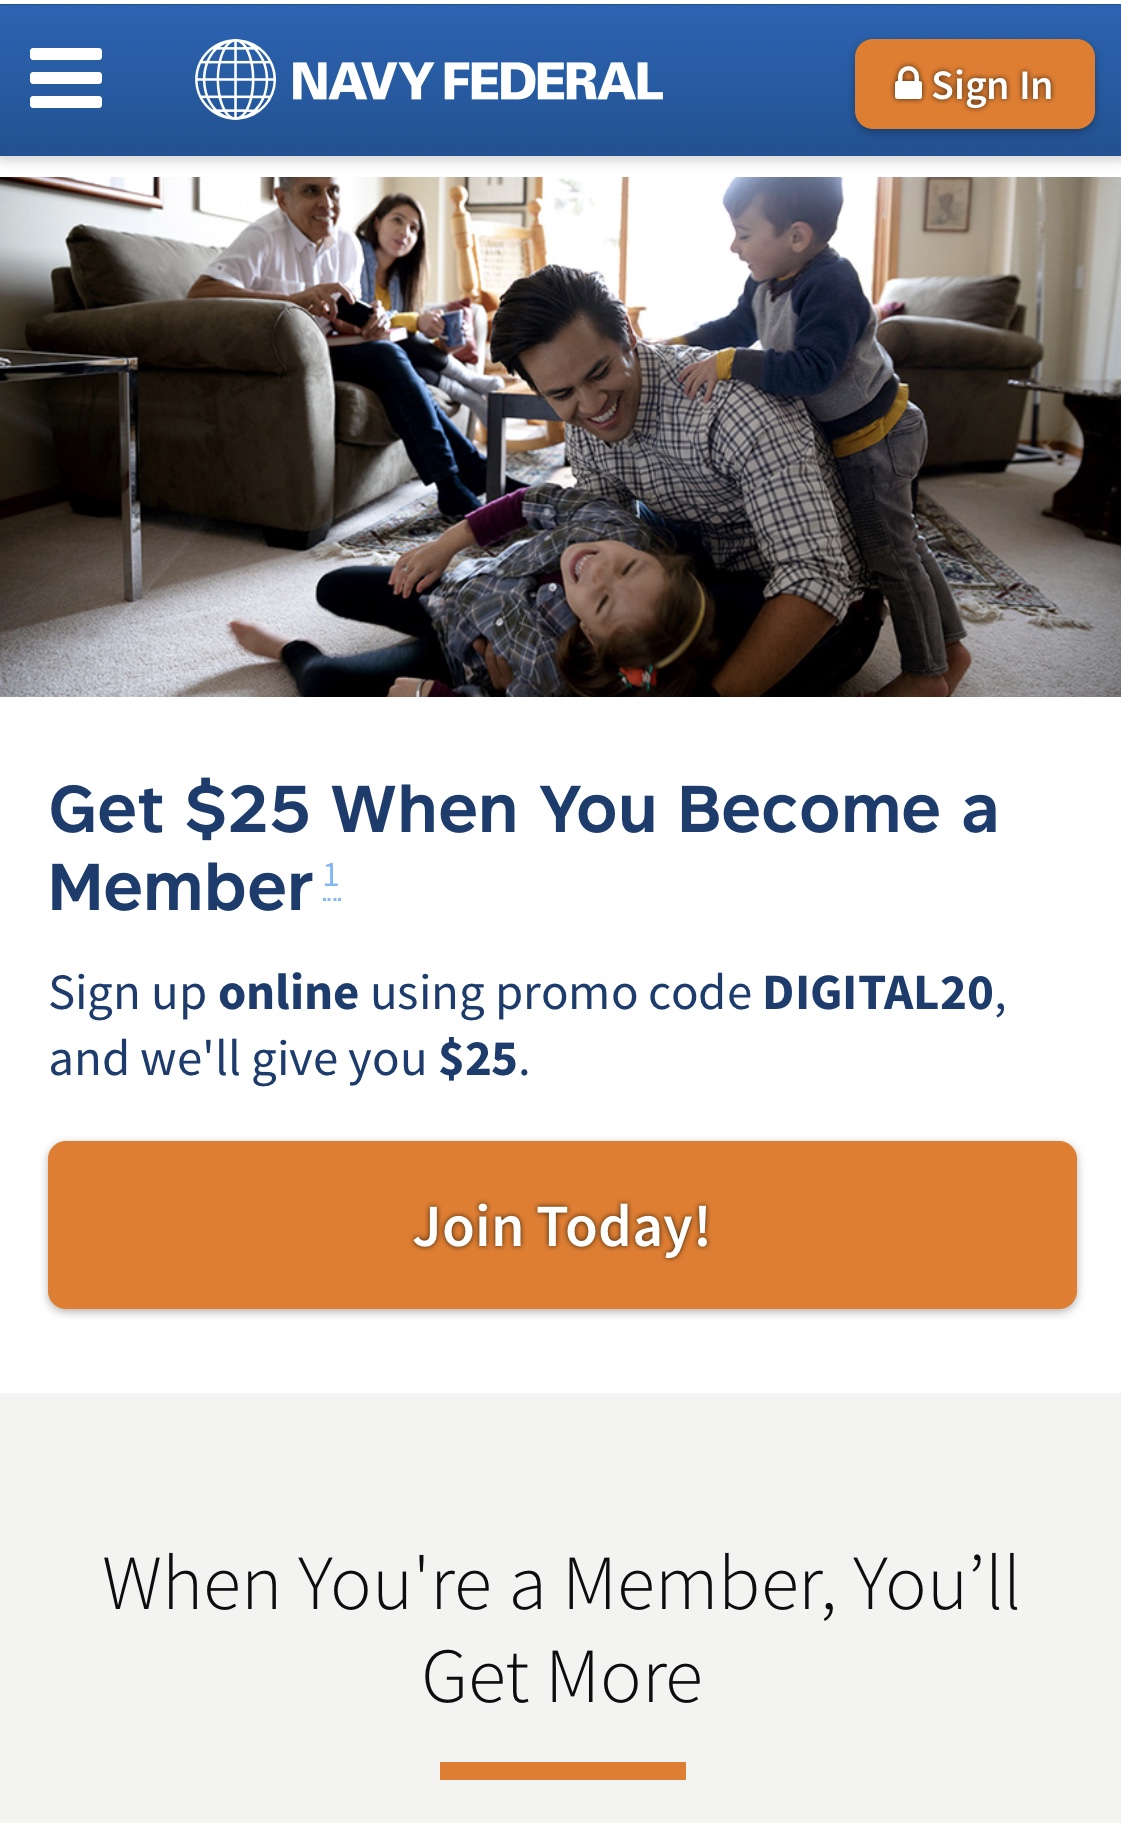 NAVY FEDERAL
Sign In
Get $25 When You Become a
Member 1
Sign up online using promo code DIGITAL20,
and we'll give you $25.
Join Today!
When You're a Member, You’ll
Get More